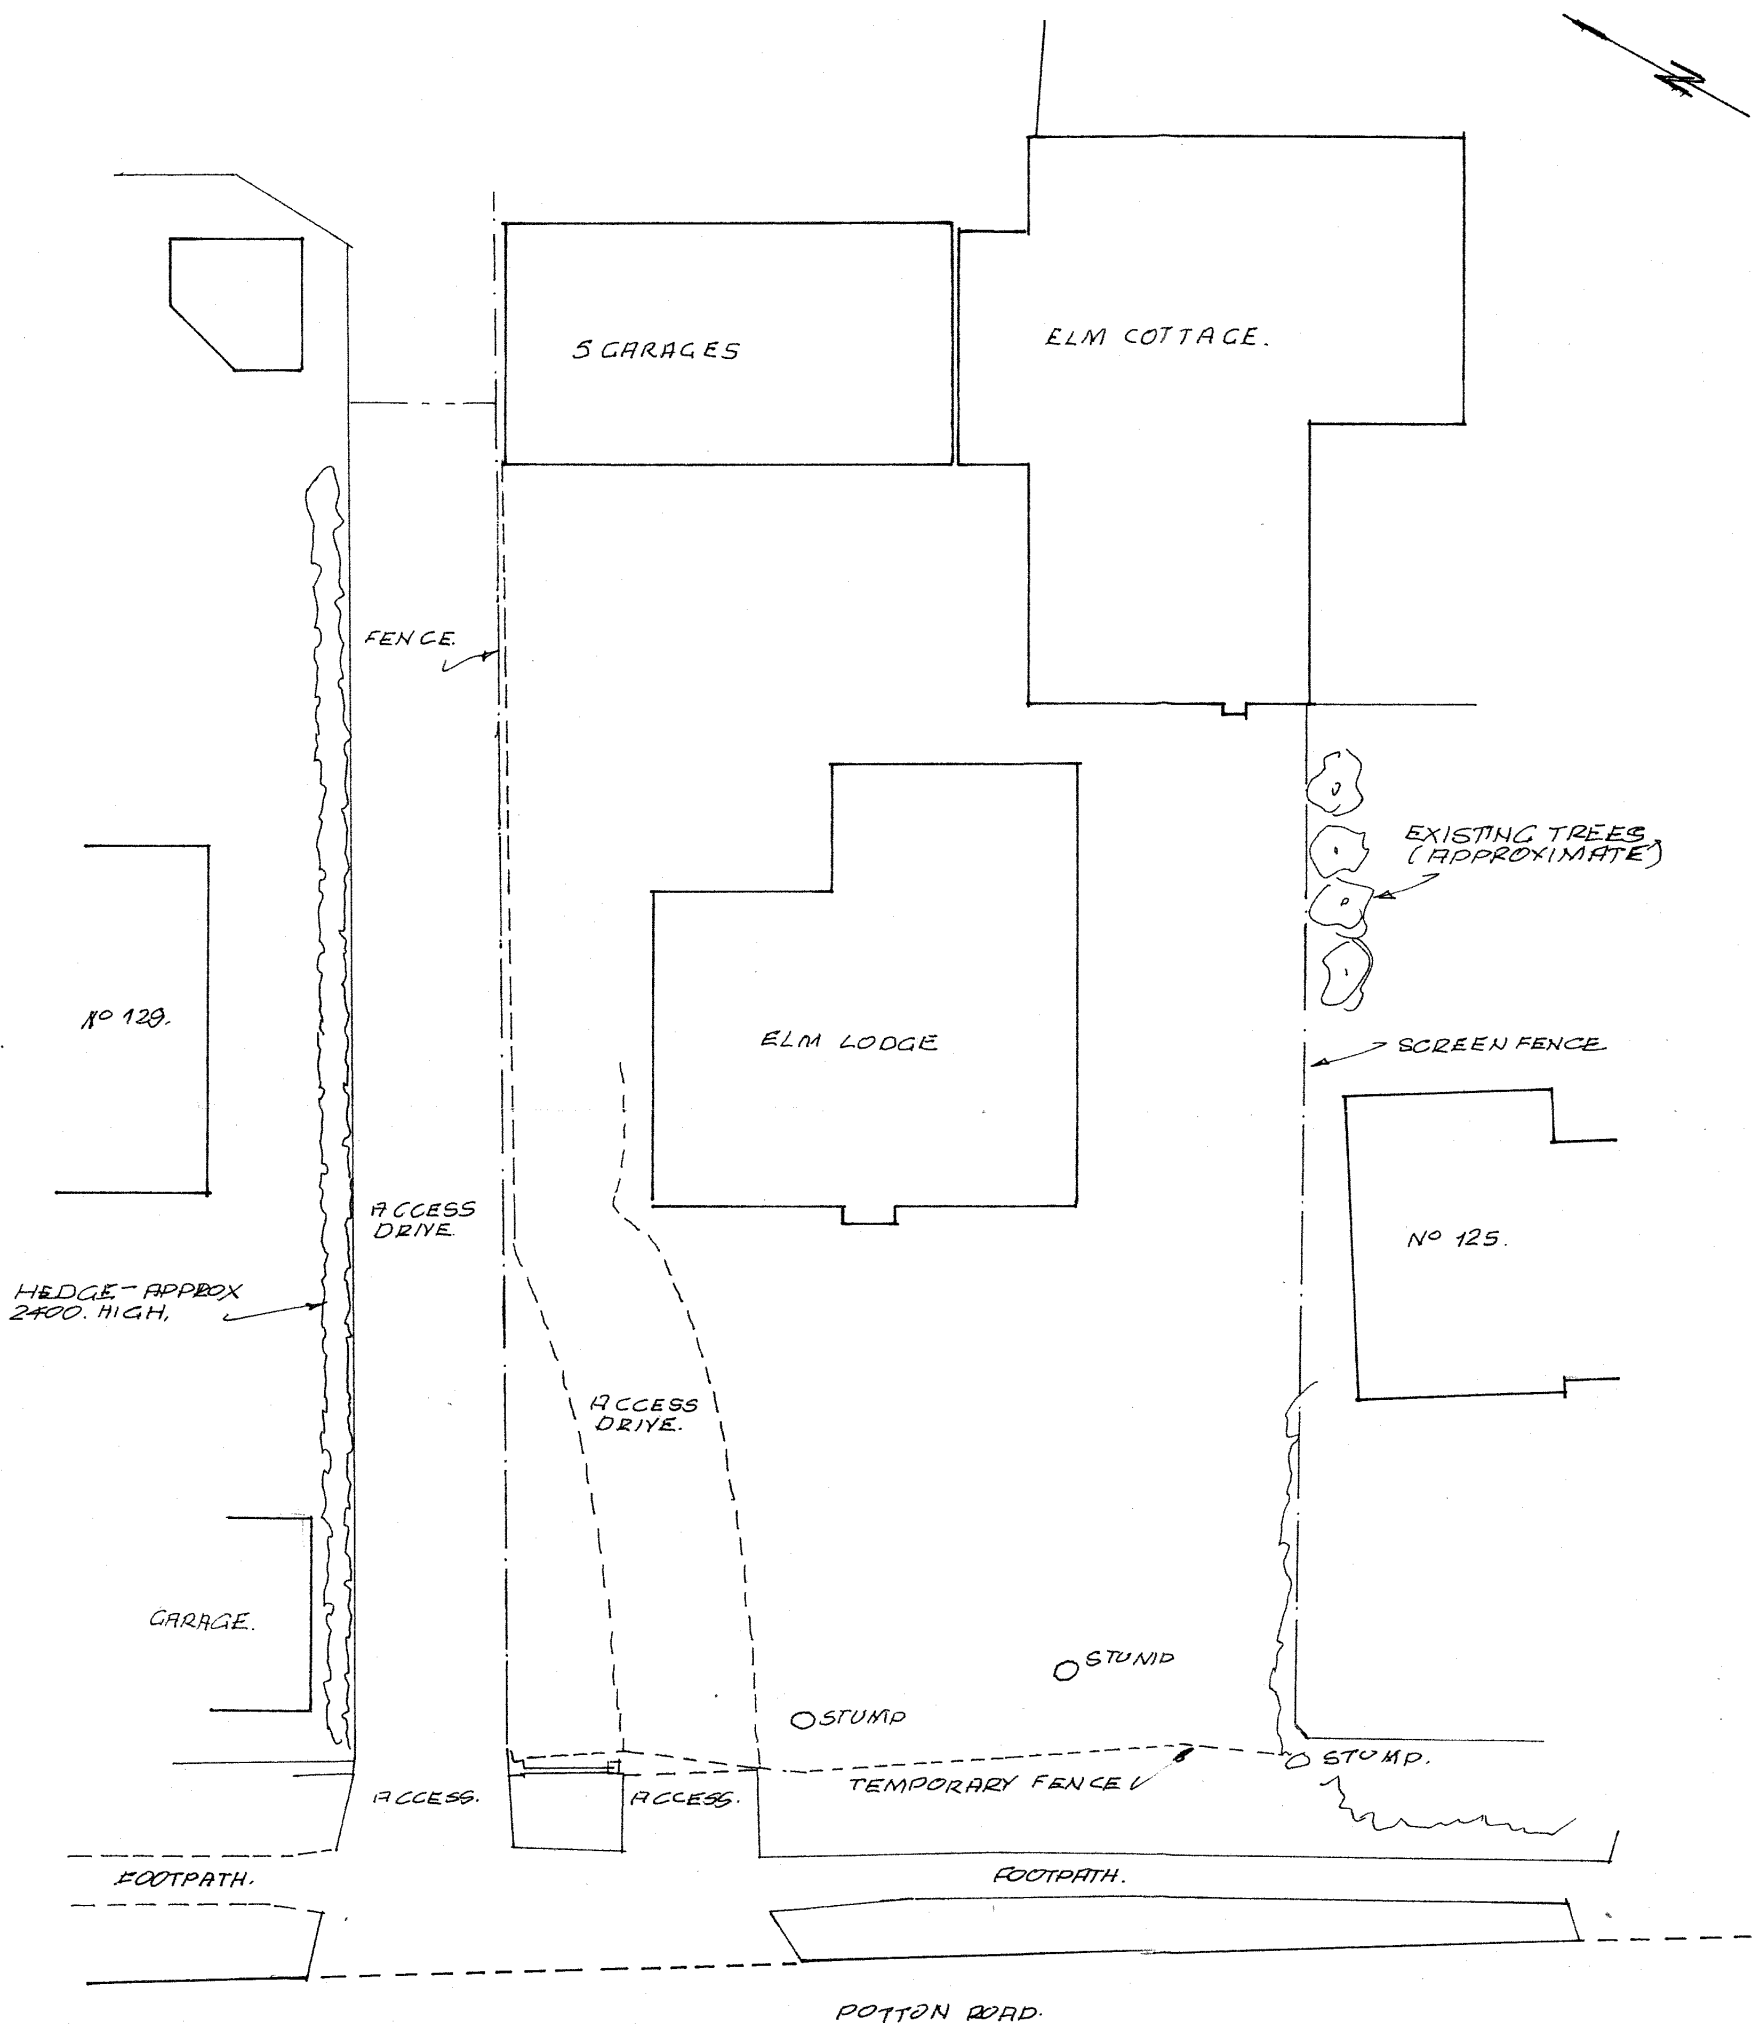 N
5 GARAGES
ELM COTTAGE.
FENCE.
EXISTING TREES
(APPROXIMATE)
Nº 129.
ELM LODGE
SCREEN FENCE
ACCESS
DRIVE.
Nº 125.
HEDGE - APPROX
2400. HIGH.
ACCESS
DRIVE.
GARAGE.
STUMP
STUMP
STUMP.
TEMPORARY FENCE
ACCESS.
ACCESS.
FOOTPATH.
FOOTPATH.
POTTON ROAD.